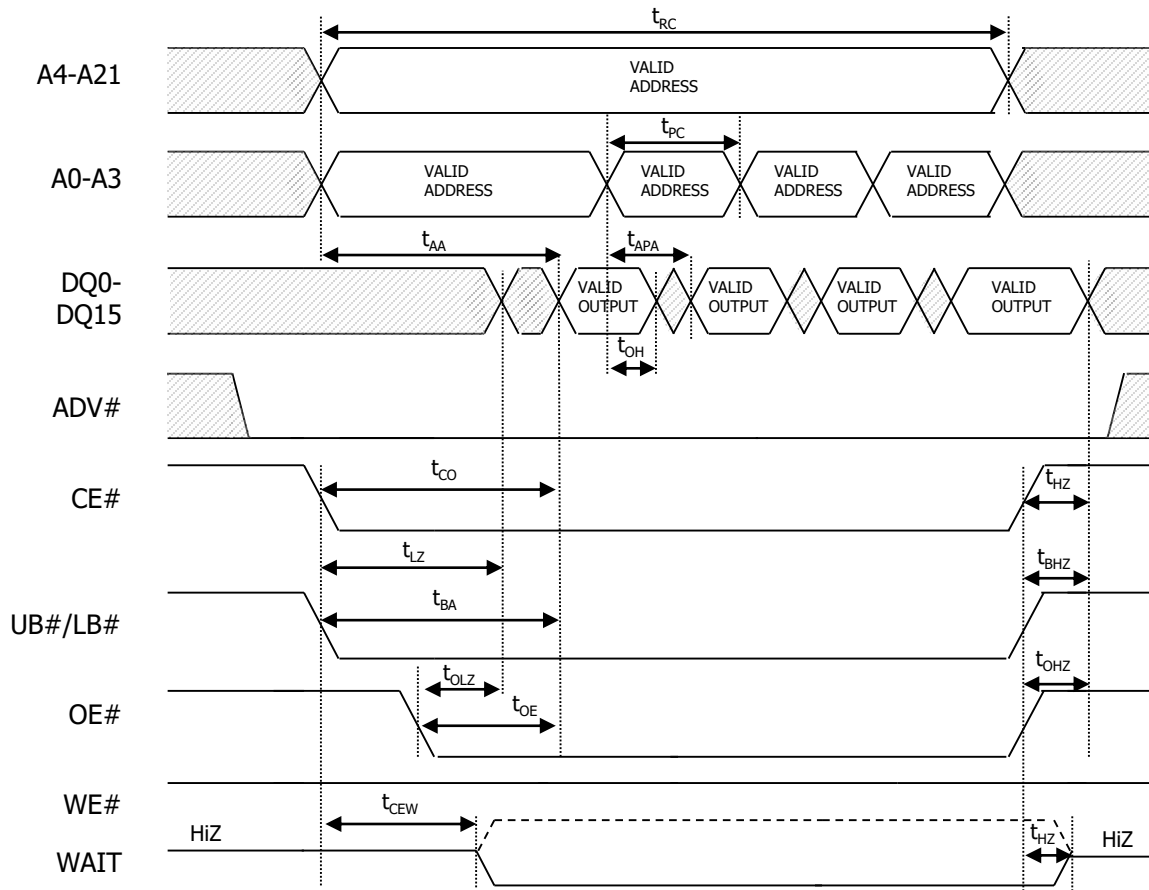 tRC
A4-A21
VALID
ADDRESS
tPC
A0-A3
VALID
ADDRESS
VALID
ADDRESS
VALID
ADDRESS
VALID
ADDRESS
tAA
tAPA
DQ0-
DQ15
VALID
OUTPUT
VALID
OUTPUT
VALID
OUTPUT
VALID
OUTPUT
tOH
ADV#
tCO
tHZ
CE#
tLZ
tBHZ
tBA
UB#/LB#
tOLZ
tOHZ
tOE
OE#
WE#
tCEW
HiZ
tHZ
HiZ
WAIT